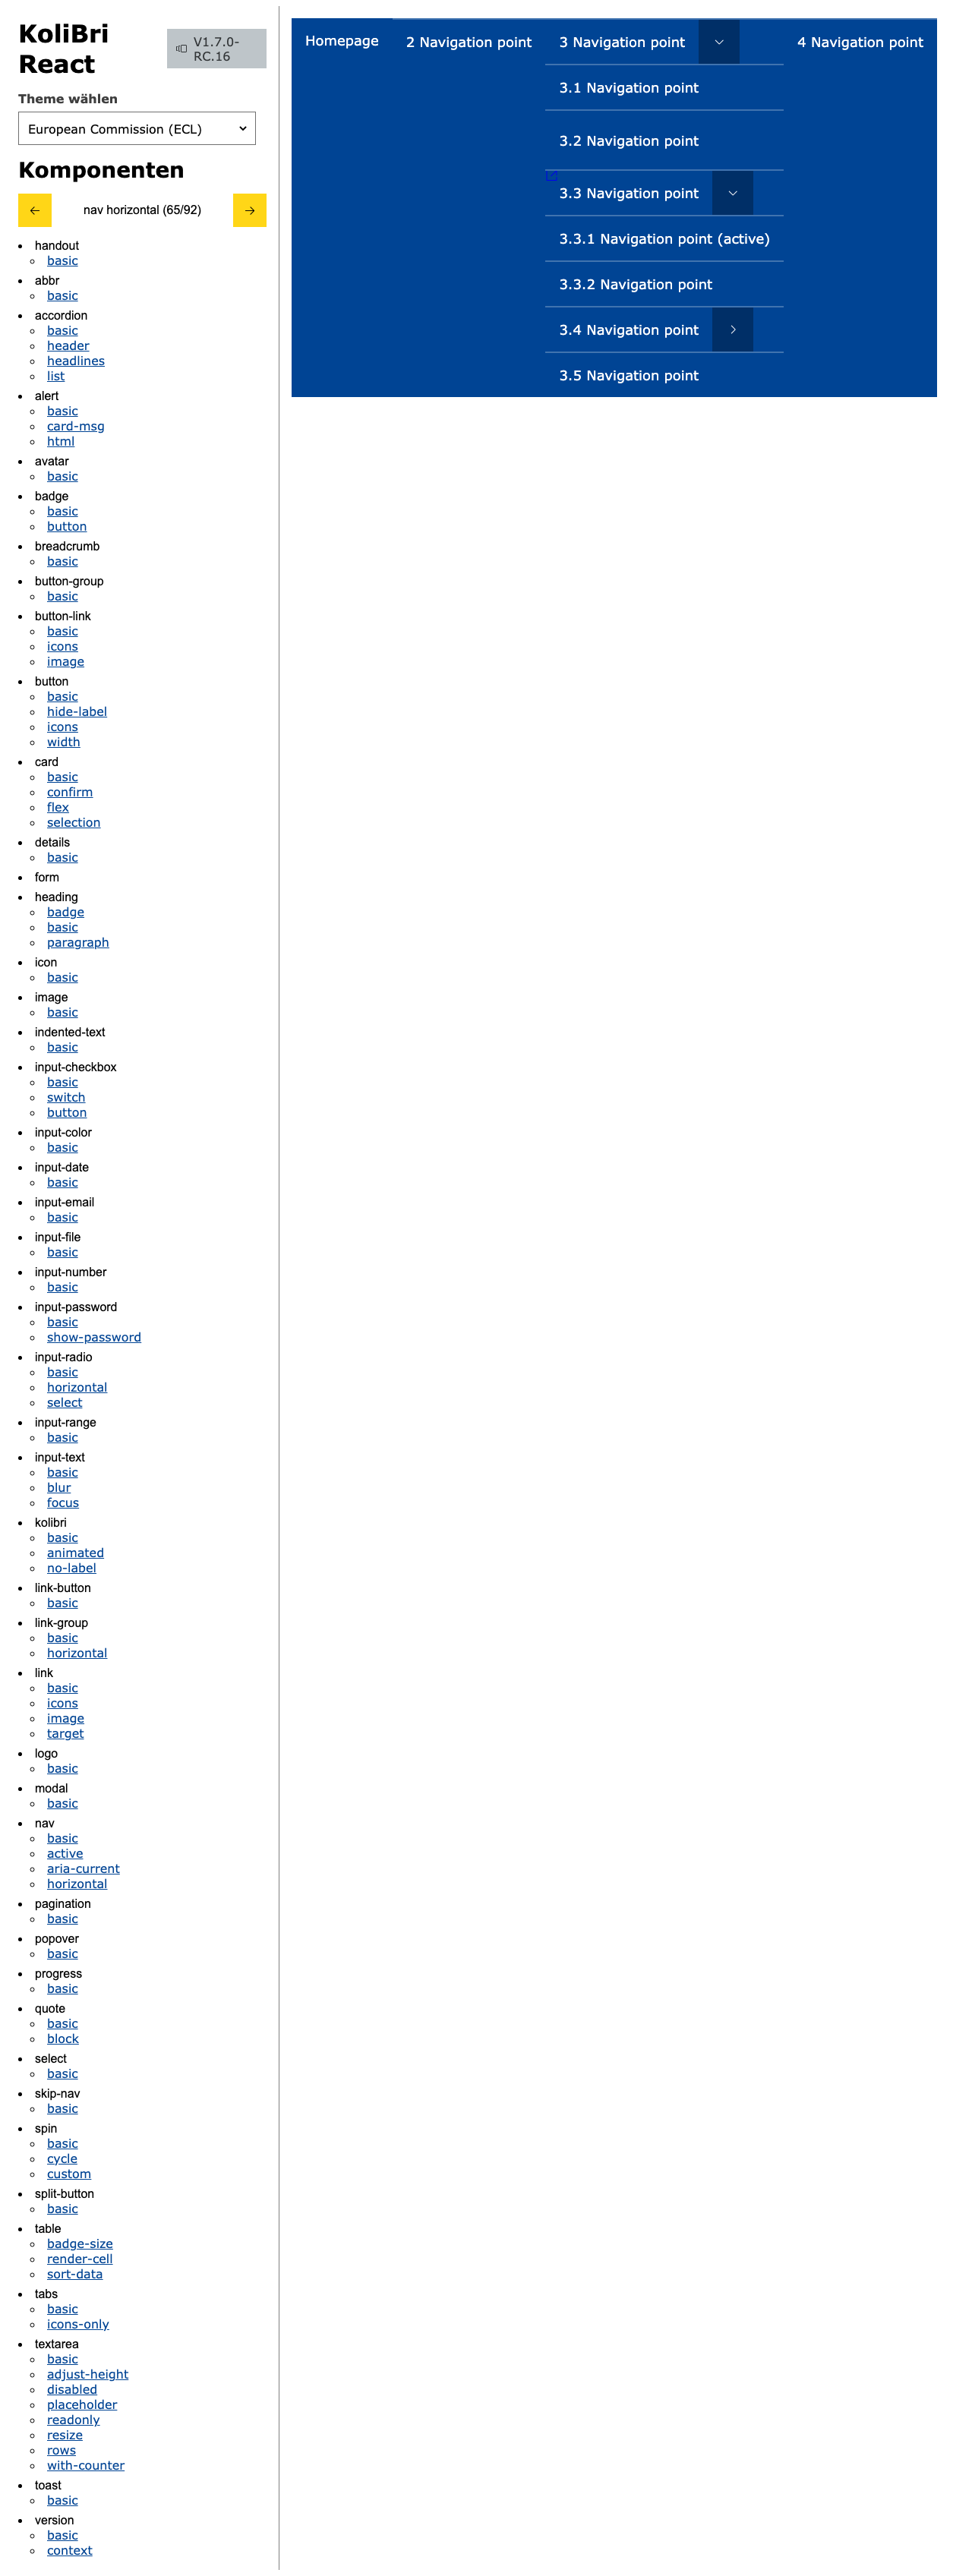 KoliBri
React
V1.7.0-
RC.16
Theme wählen
European Commission (ECL)
Komponenten
nav horizontal (65/92)
handout
basic
abbr
basic
accordion
basic
header
headlines
list
alert
basic
card-msg
html
avatar
basic
badge
basic
button
breadcrumb
basic
button-group
basic
button-link
basic
icons
image
button
basic
hide-label
icons
width
card
basic
confirm
flex
selection
details
basic
form
heading
badge
basic
paragraph
icon
basic
image
basic
indented-text
basic
input-checkbox
basic
switch
button
input-color
basic
input-date
basic
input-email
basic
input-file
basic
input-number
basic
input-password
basic
show-password
input-radio
basic
horizontal
select
input-range
basic
input-text
basic
blur
focus
kolibri
basic
animated
no-label
link-button
basic
link-group
basic
horizontal
link
basic
icons
image
target
logo
basic
modal
basic
nav
basic
active
aria-current
horizontal
pagination
basic
popover
basic
progress
basic
quote
basic
block
select
basic
skip-nav
basic
spin
basic
cycle
custom
split-button
basic
table
badge-size
render-cell
sort-data
tabs
basic
icons-only
textarea
basic
adjust-height
disabled
placeholder
readonly
resize
rows
with-counter
toast
basic
version
basic
context
Homepage
2 Navigation point
3 Navigation point
3.1 Navigation point
3.2 Navigation point
3.3 Navigation point
3.3.1 Navigation point (active)
3.3.2 Navigation point
3.4 Navigation point
3.5 Navigation point
4 Navigation point